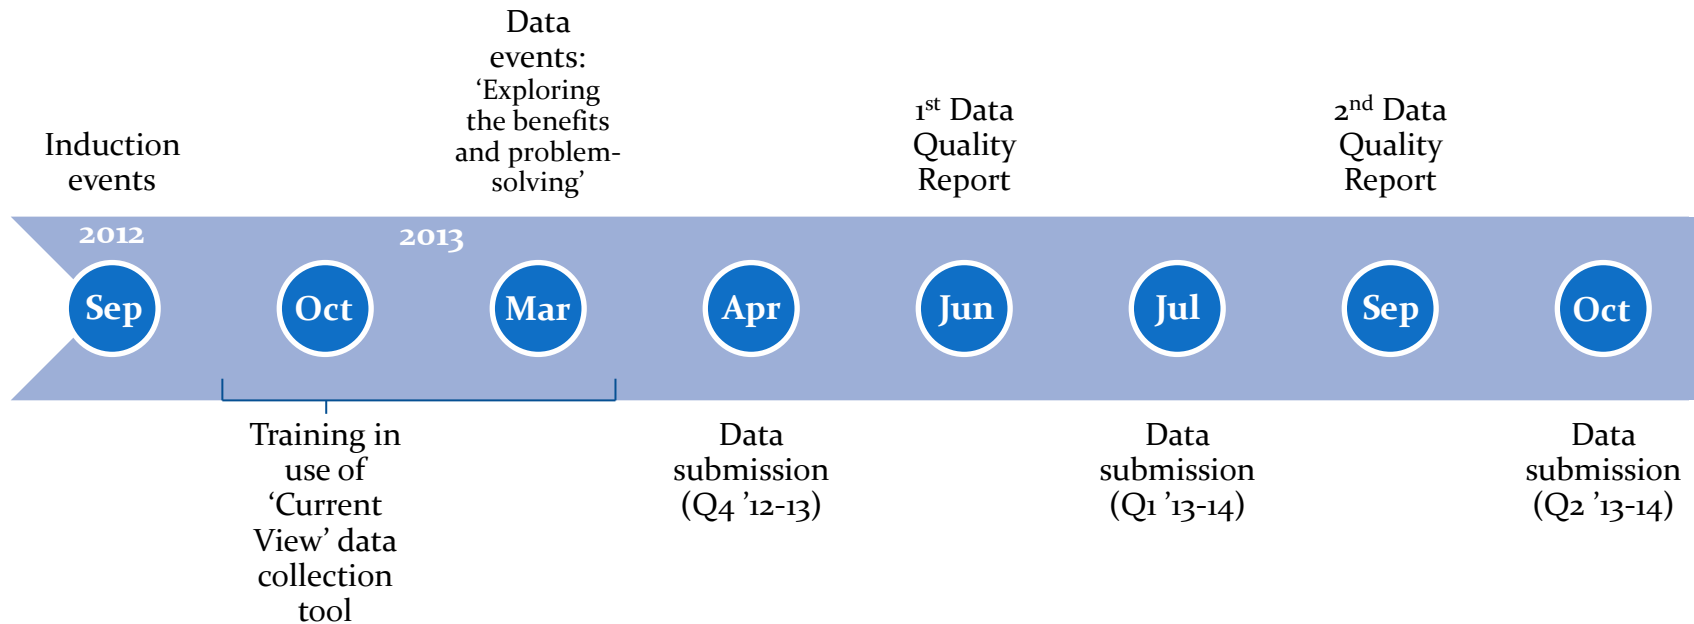 Data
events:
‘Exploring
the benefits
and problem-
solving’
Induction
events
1st Data
Quality
Report
2nd Data
Quality
Report
2012
2013
Sep
Oct
Mar
Apr
Jun
Jul
Sep
Oct
Training in
use of
‘Current
View’ data
collection
tool
Data
submission
(Q4 ’12-13)
Data
submission
(Q1 ’13-14)
Data
submission
(Q2 ’13-14)